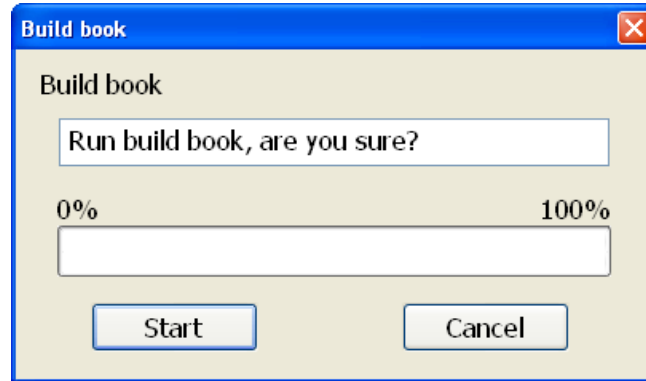 Build book
Build book
Run build book, are you sure?
0% 100%
Start Cancel